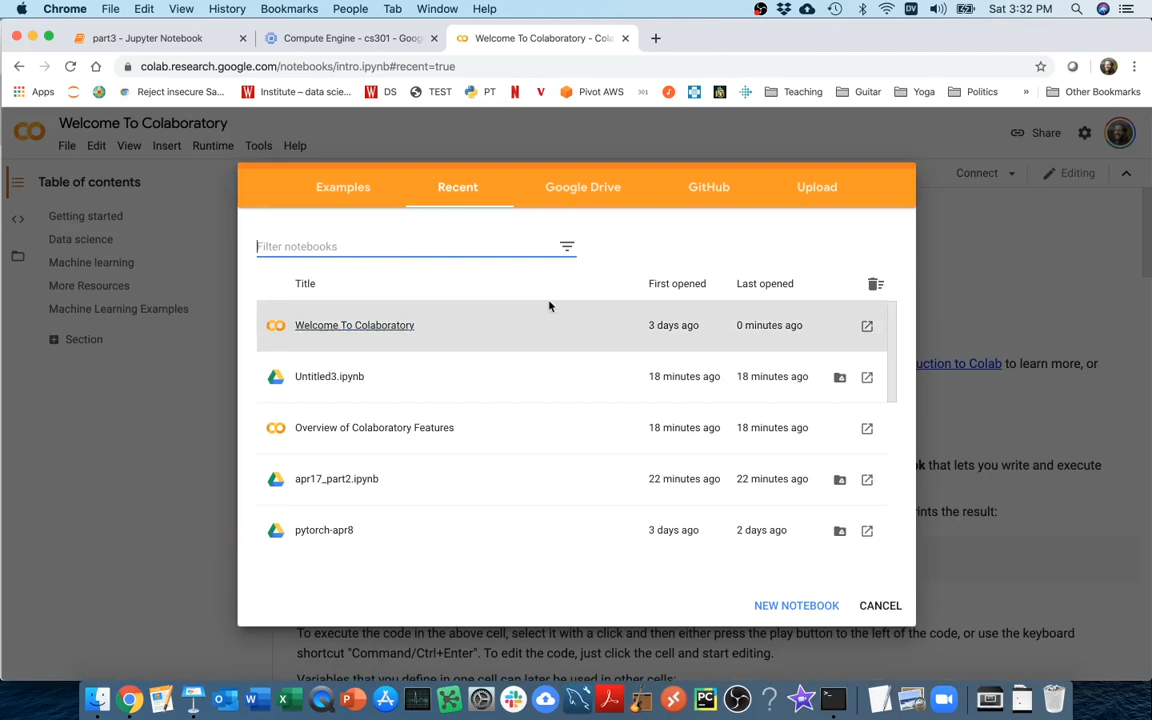 Chrome File Edit View History Bookmarks People Tab Window Help Sat 3:32 PM
part3 - Jupyter Notebook Compute Engine - cs301 - Goog Welcome To Colaboratory - Cola
colab.research.google.com/notebooks/intro.ipynb#recent=true
Apps Reject insecure Sa... Institute – data scie... DS TEST PT Pivot AWS 301 Teaching Guitar Yoga Politics » Other Bookmarks
Welcome To Colaboratory
Share
File Edit View Insert Runtime Tools Help
Table of contents
Connect Editing
Examples Recent Google Drive GitHub Upload
Getting started
Data science
Machine learning
More Resources
Machine Learning Examples
Section
Filter notebooks
Title First opened Last opened
Welcome To Colaboratory 3 days ago 0 minutes ago
Untitled3.ipynb 18 minutes ago 18 minutes ago
Overview of Colaboratory Features 18 minutes ago 18 minutes ago
apr17_part2.ipynb 22 minutes ago 22 minutes ago
pytorch-apr8 3 days ago 2 days ago
NEW NOTEBOOK CANCEL
uction to Colab to learn more, or
ok that lets you write and execute
ints the result:
To execute the code in the above cell, select it with a click and then either press the play button to the left of the code, or use the keyboard
shortcut "Command/Ctrl+Enter". To edit the code, just click the cell and start editing.
Variables that you define in one cell can later be used in other cells: